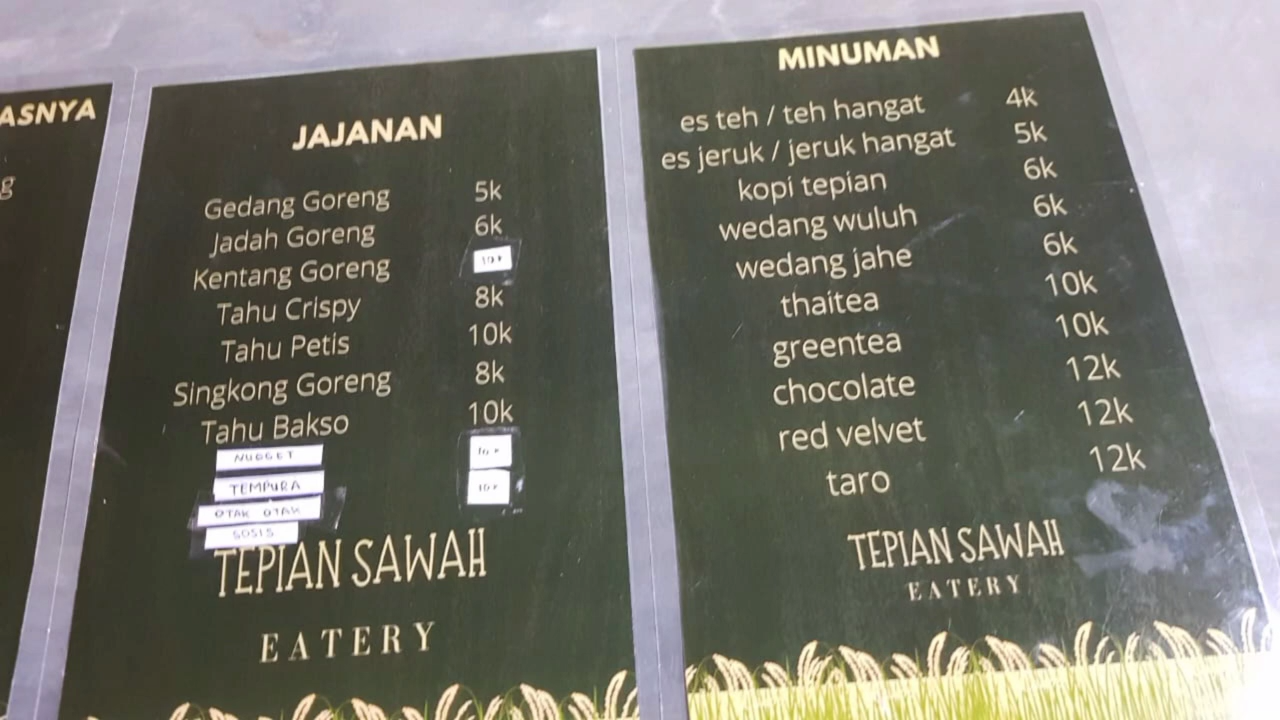 ASNYA
g
JAJANAN
Gedang Goreng 5k
Jadah Goreng 6k
Kentang Goreng 10K
Tahu Crispy 8k
Tahu Petis 10k
Singkong Goreng 8k
Tahu Bakso 10k
NUGGET 10K
TEMPURA 10K
OTAK OTAK
SOSIS
TEPIAN SAWAH
EATERY
MINUMAN
es teh / teh hangat 4k
es jeruk / jeruk hangat 5k
kopi tepian 6k
wedang wuluh 6k
wedang jahe 6k
thaitea 10k
greentea 10k
chocolate 12k
red velvet 12k
taro 12k
TEPIAN SAWAH
EATERY